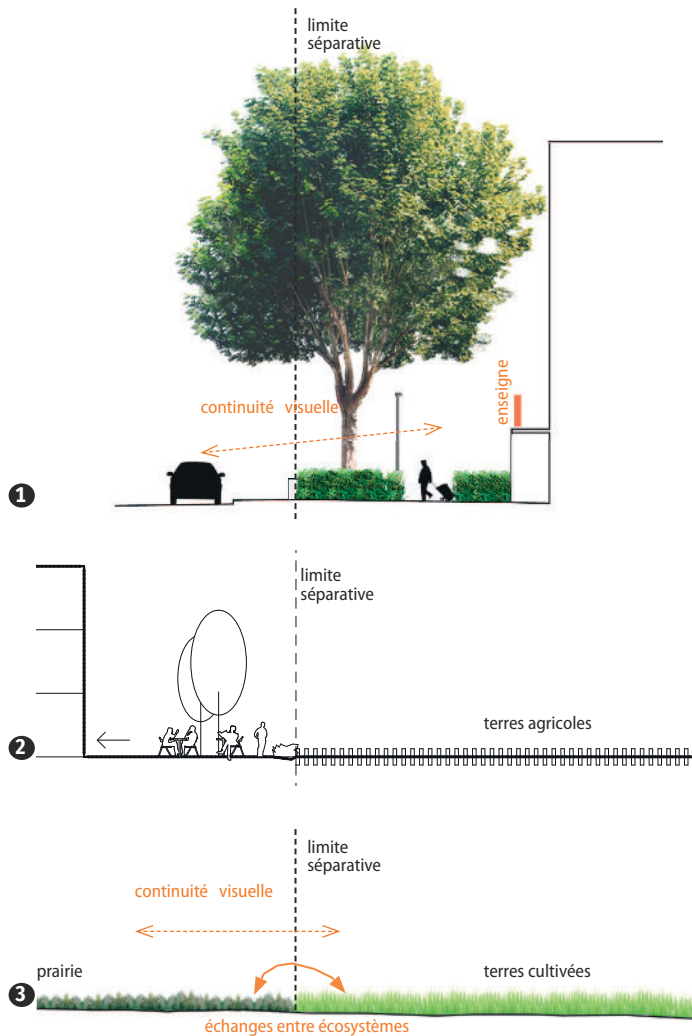 limite
séparative
continuité visuelle
enseigne
1
limite
séparative
terres agricoles
2
limite
séparative
continuité visuelle
prairie
terres cultivées
3
échanges entre écosystèmes